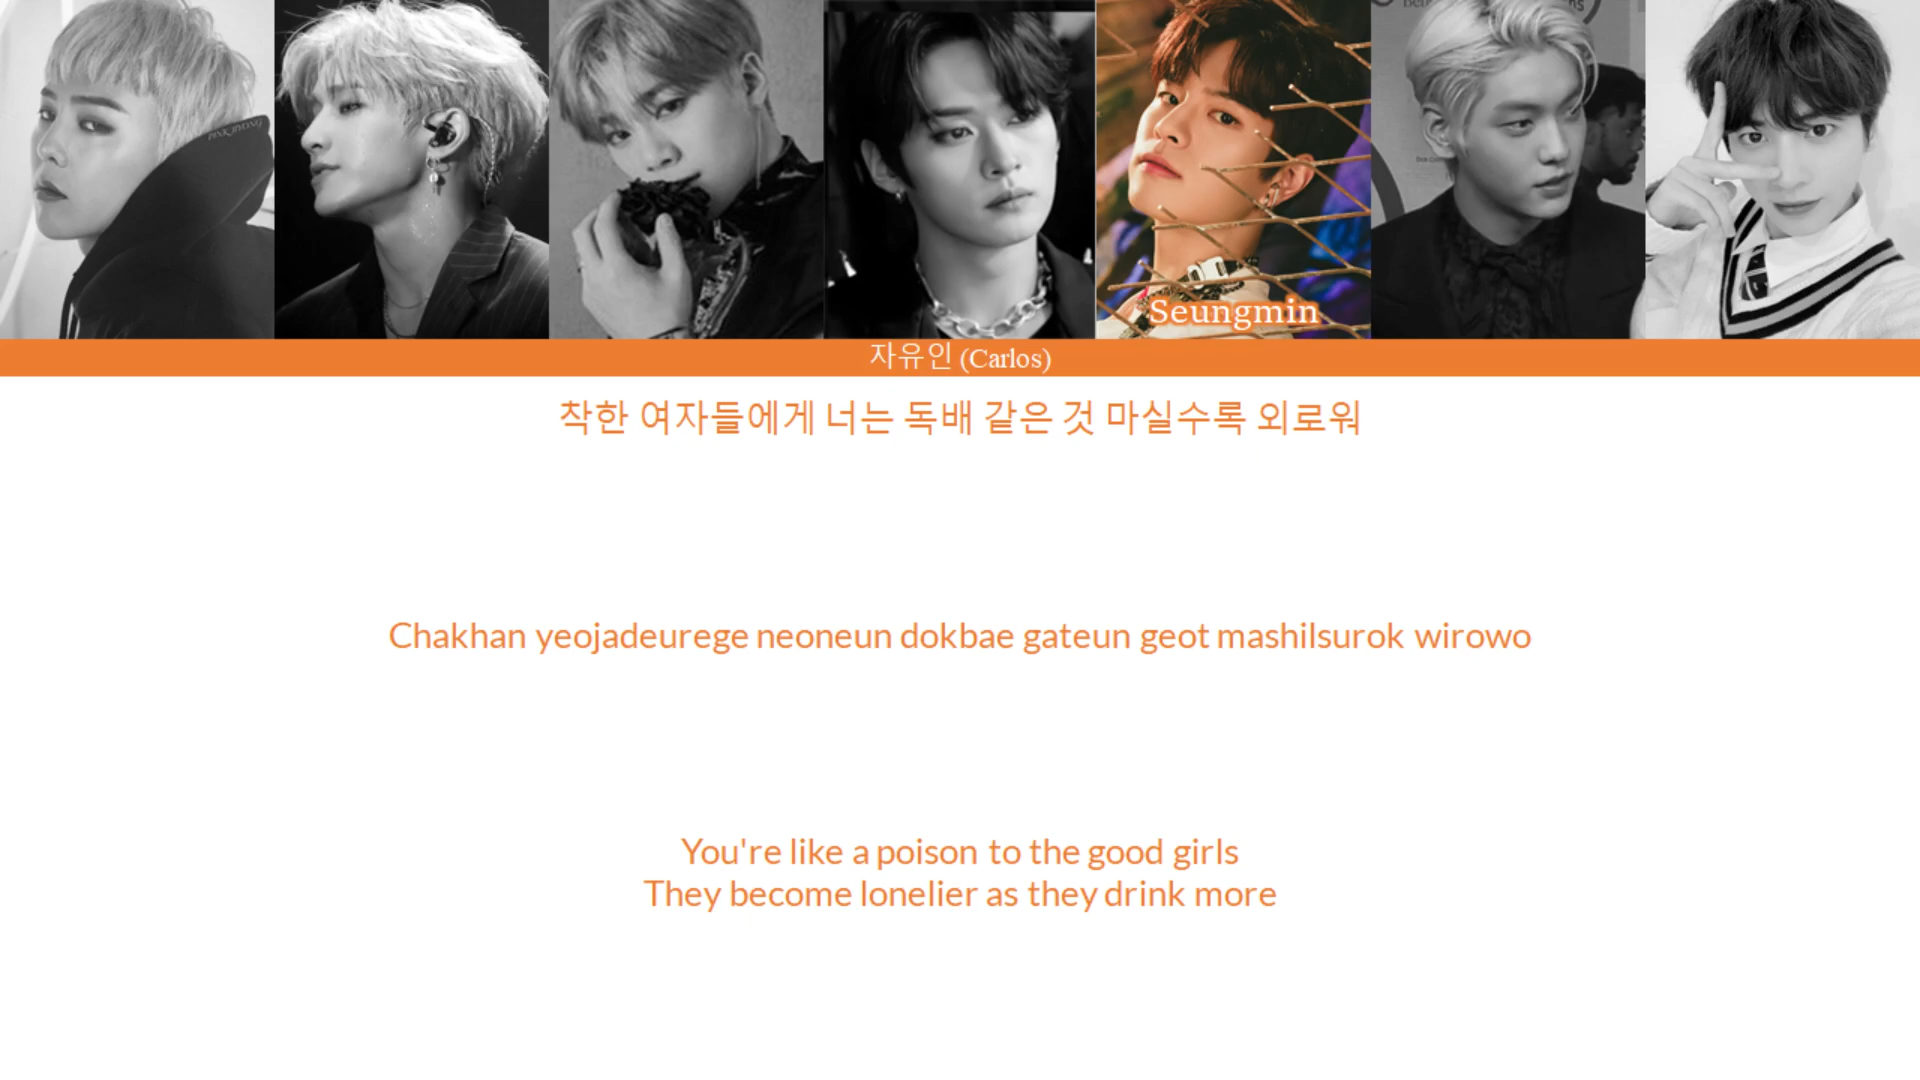 PINK JIYONG
Seungmin
자유인 (Carlos)
착한 여자들에게 너는 독배 같은 것 마실수록 외로워
Chakhan yeojadeurege neoneun dokbae gateun geot mashilsurok wirowo
You're like a poison to the good girls
They become lonelier as they drink more